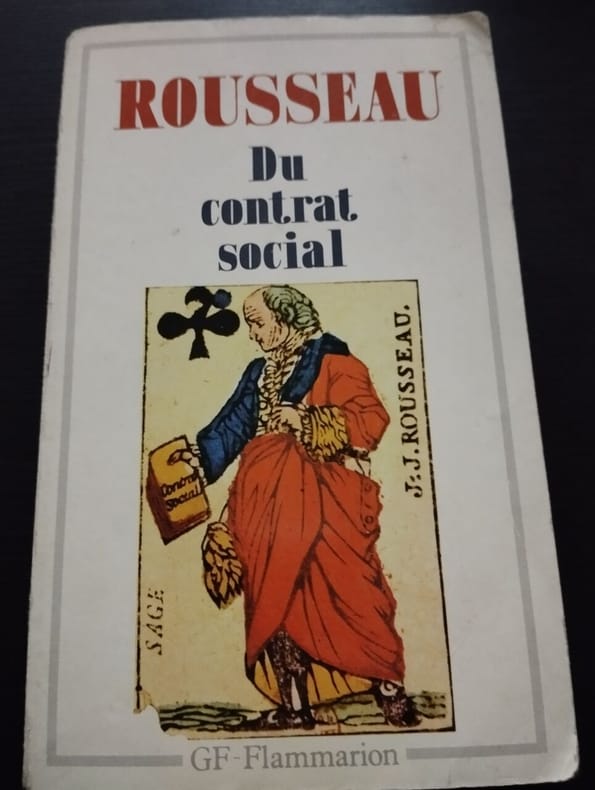 ROUSSEAU
Du
contrat
social
J. J. ROUSSEAU.
Contrat
Social
SAGE
GF-Flammarion